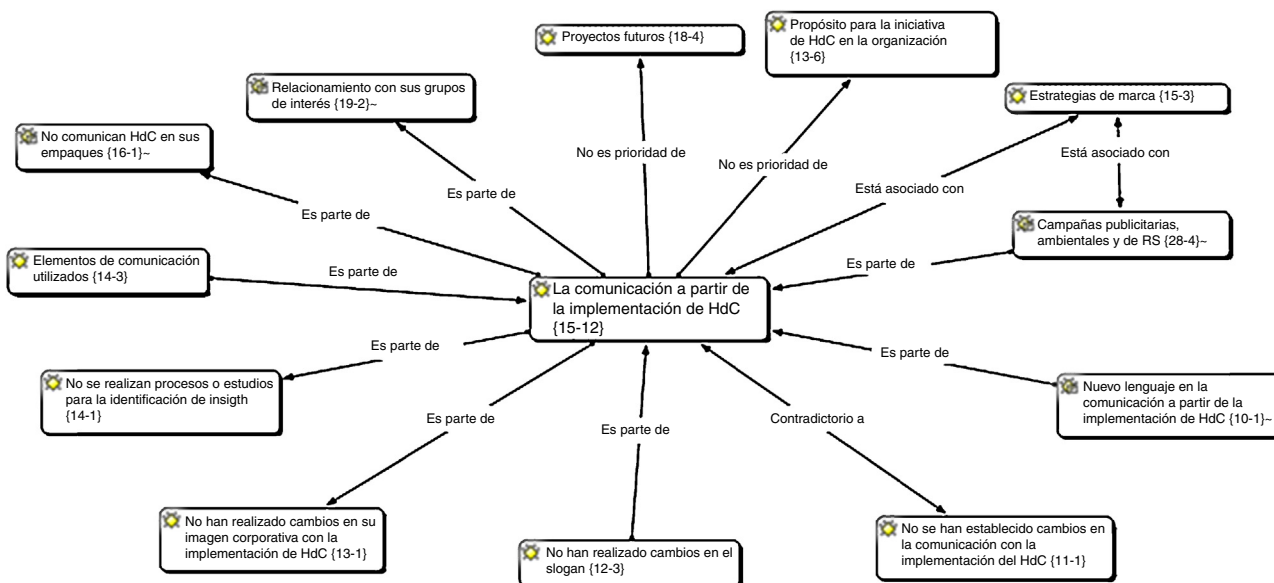 Proyectos futuros {18-4}
Propósito para la iniciativa
de HdC en la organización
{13-6}
Relacionamiento con sus grupos
de interés {19-2}~
Estrategias de marca {15-3}
No comunican HdC en sus
empaques {16-1}~
No es prioridad de
No es prioridad de
Está asociado con
Es parte de
Está asociado con
Es parte de
Campañas publicitarias,
ambientales y de RS {28-4}~
Elementos de comunicación
utilizados {14-3}
Es parte de
Es parte de
La comunicación a partir de
la implementación de HdC
{15-12}
Es parte de
Es parte de
No se realizan procesos o estudios
para la identificación de insigth
{14-1}
Nuevo lenguaje en la
comunicación a partir de la
implementación de HdC {10-1}~
Es parte de
Es parte de
Contradictorio a
No han realizado cambios en su
imagen corporativa con la
implementación de HdC {13-1}
No han realizado cambios en el
slogan {12-3}
No se han establecido cambios en
la comunicación con la
implementación del HdC {11-1}